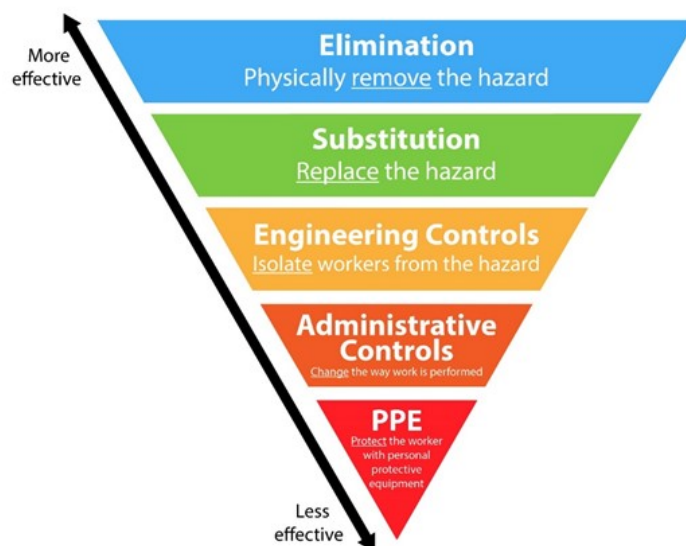 More
effective
Elimination
Physically remove the hazard
Substitution
Replace the hazard
Engineering Controls
Isolate workers from the hazard
Administrative
Controls
Change the way work is performed
PPE
Protect the worker
with personal
protective
equipment
Less
effective